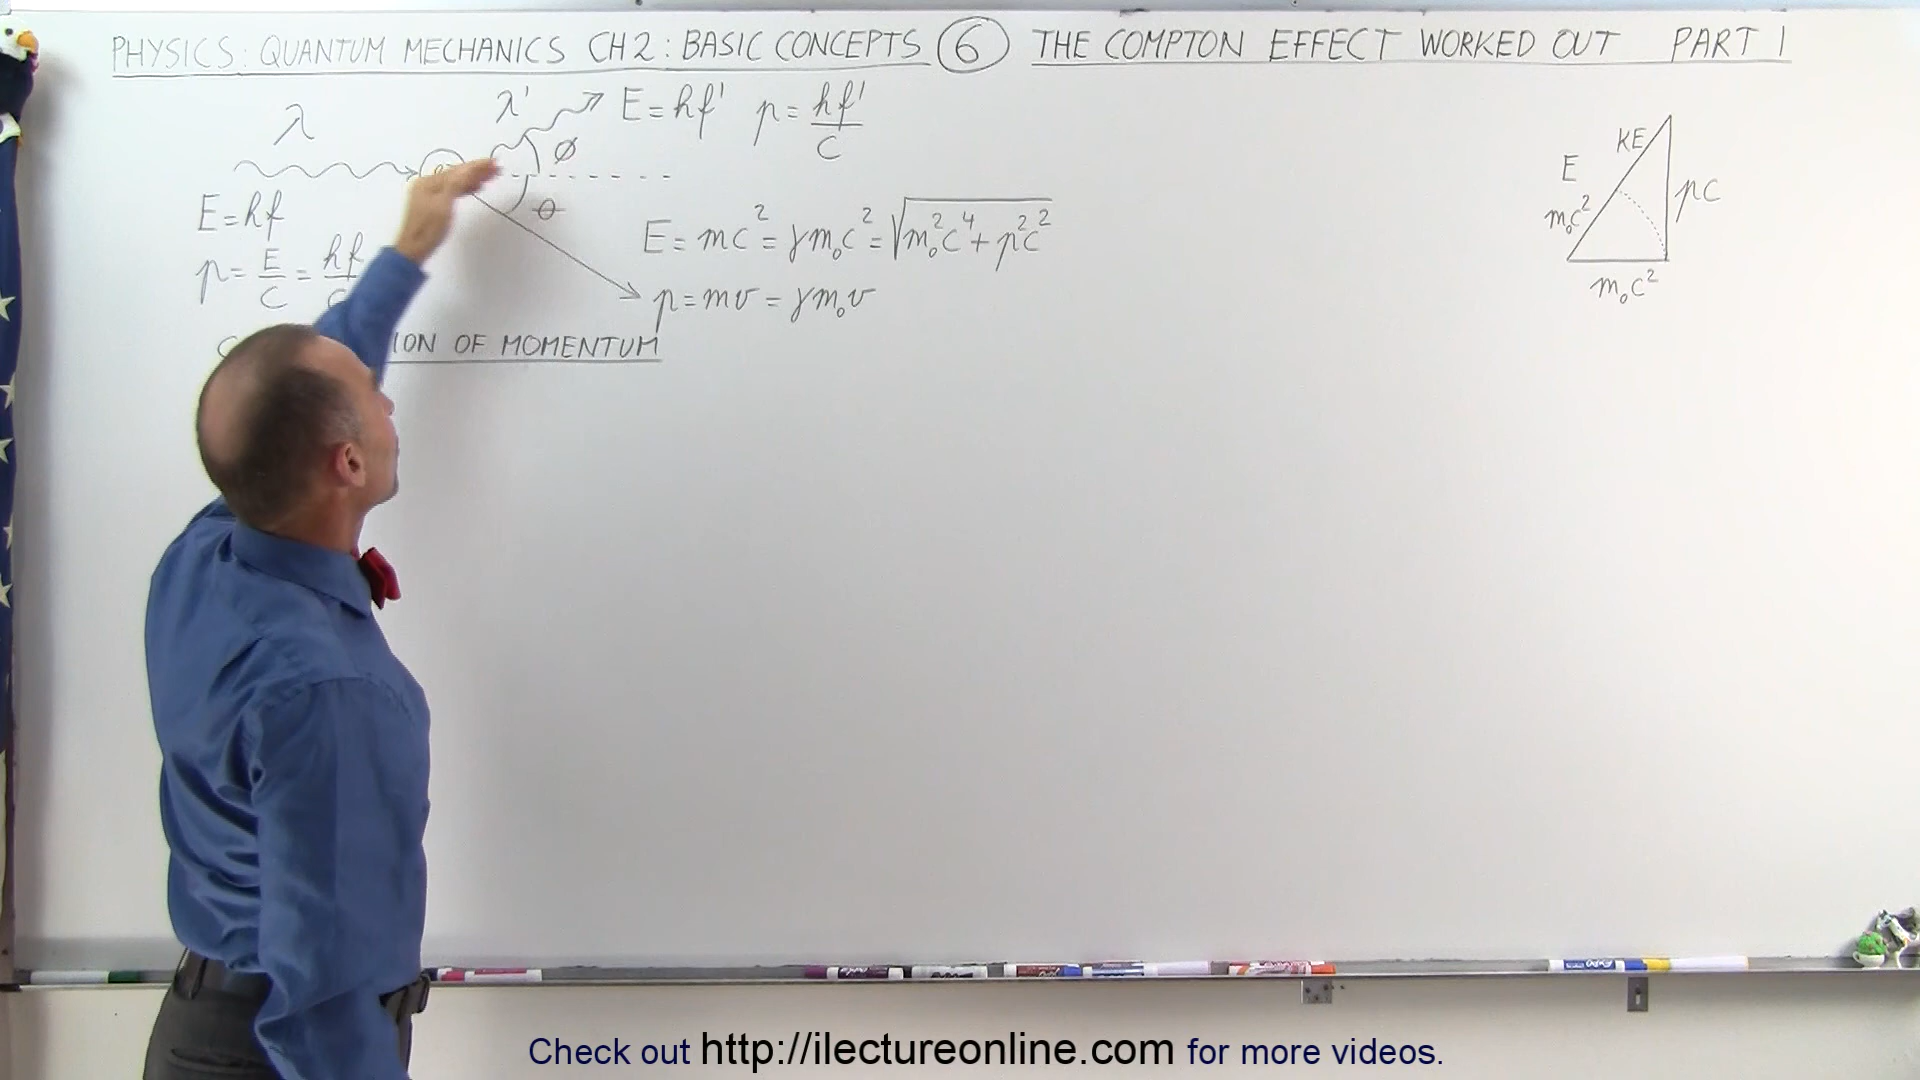 PHYSICS: QUANTUM MECHANICS CH 2: BASIC CONCEPTS 6 THE COMPTON EFFECT WORKED OUT PART 1
λ
λ' E = hf' p = hf'/c
ϕ
E = hf
θ
p = E/c = hf
E = mc² = γm₀c² = √(m₀²c⁴ + p²c²)
p = mv = γm₀v
ION OF MOMENTUM
KE
E
pc
m₀c²
m₀c²
Check out http://ilectureonline.com for more videos.